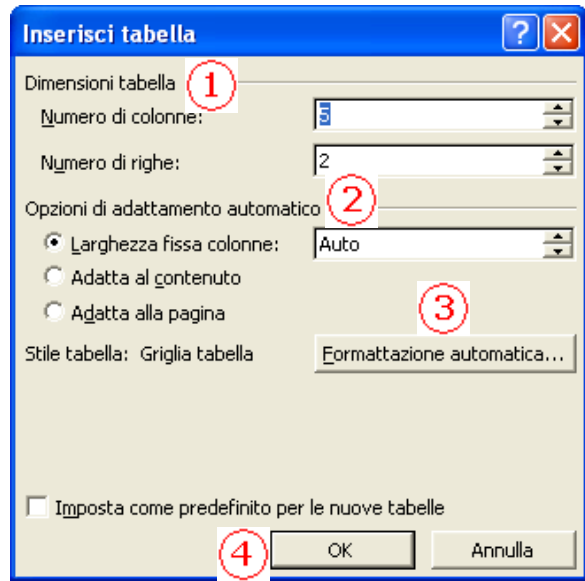 Inserisci tabella ?
Dimensioni tabella 1
Numero di colonne: 5
Numero di righe: 2
Opzioni di adattamento automatico 2
Larghezza fissa colonne: Auto
Adatta al contenuto
Adatta alla pagina
3
Stile tabella: Griglia tabella Formattazione automatica...
Imposta come predefinito per le nuove tabelle
4 OK Annulla